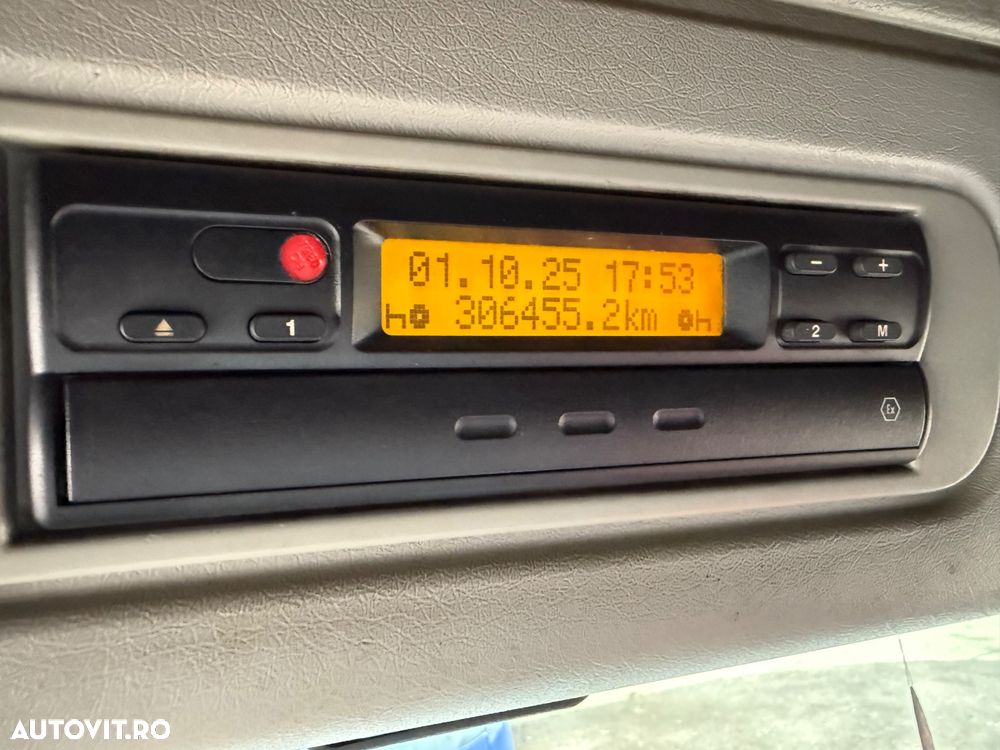 01.10.25 17:53
306455.2km
1
-
+
2
M
Ex
AUTOVIT.RO